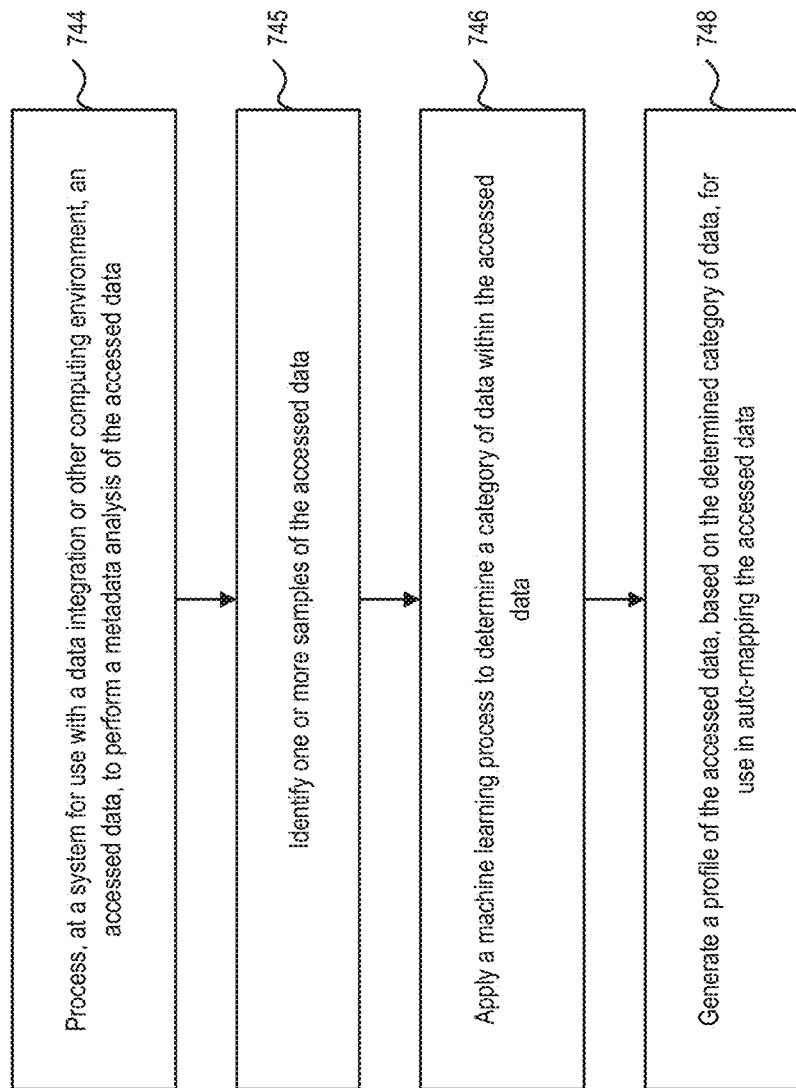 Process, at a system for use with a data integration or other computing environment, an
accessed data, to perform a metadata analysis of the accessed data
744
Identify one or more samples of the accessed data
745
Apply a machine learning process to determine a category of data within the accessed
data
746
Generate a profile of the accessed data, based on the determined category of data, for
use in auto-mapping the accessed data
748